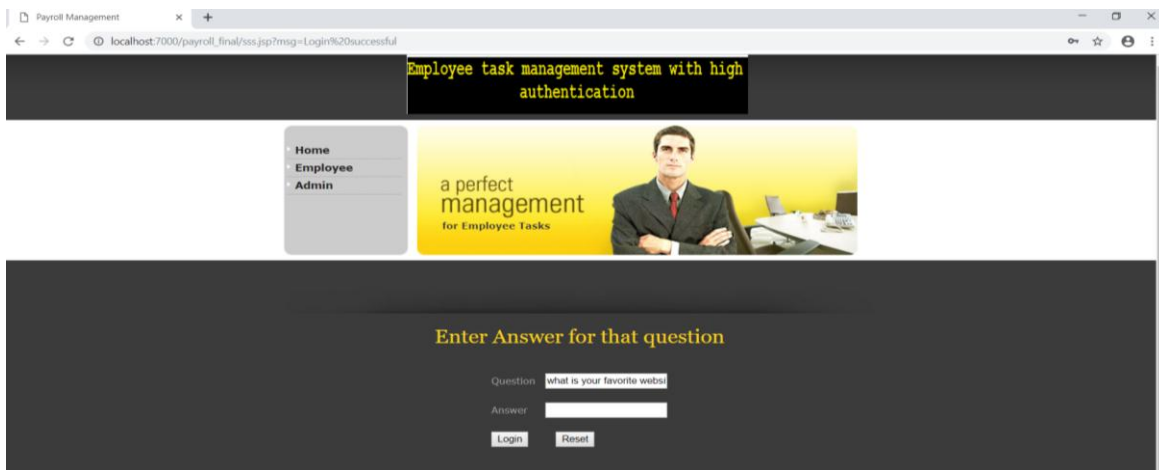 Payroll Management
localhost:7000/payroll_final/sss.jsp?msg=Login%20successful
Employee task management system with high
authentication
Home
Employee
Admin
a perfect
management
for Employee Tasks
Enter Answer for that question
Question what is your favorite websi
Answer
Login Reset